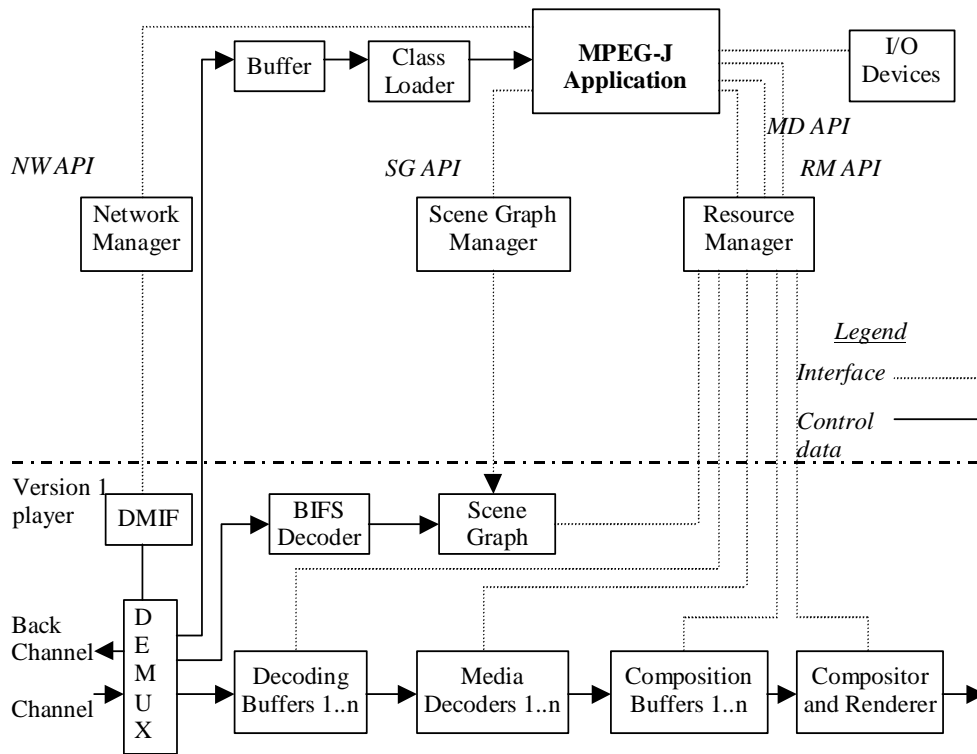 Buffer
Class
Loader
MPEG-J
Application
I/O
Devices
MD API
NW API
SG API
RM API
Network
Manager
Scene Graph
Manager
Resource
Manager
Legend
Interface
Control
data
Version 1
player
DMIF
BIFS
Decoder
Scene
Graph
D
E
M
U
X
Back
Channel
Channel
Decoding
Buffers 1..n
Media
Decoders 1..n
Composition
Buffers 1..n
Compositor
and Renderer